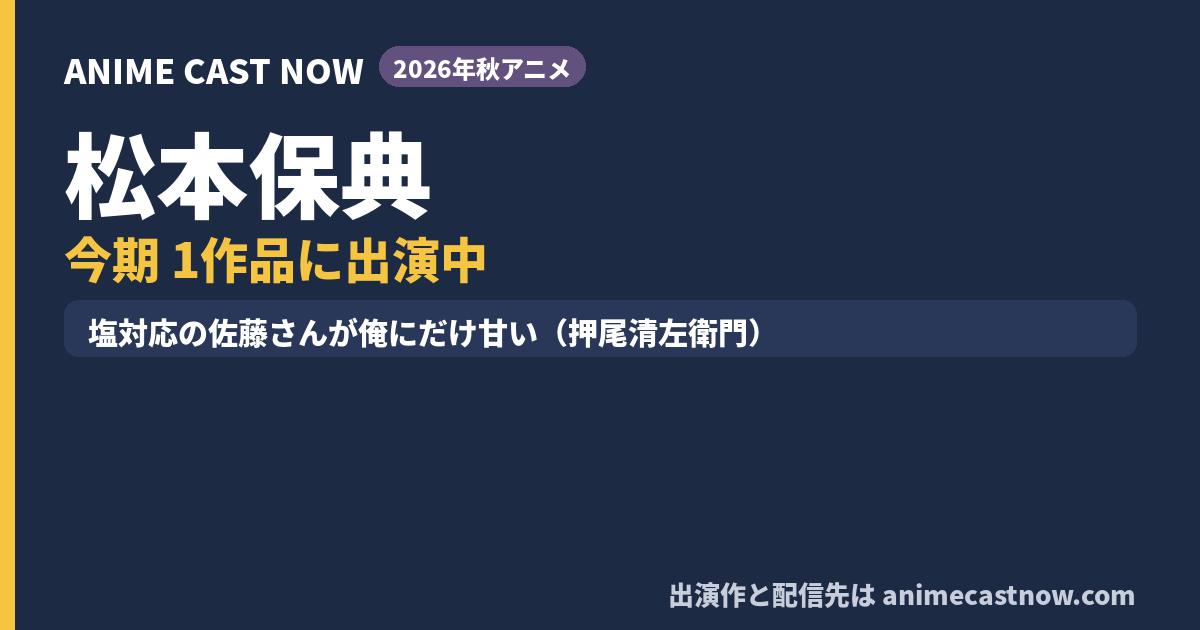 ANIME CAST NOW 2026年秋アニメ
松本保典
今期 1作品に出演中
塩対応の佐藤さんが俺にだけ甘い（押尾清左衛門）
出演作と配信先は animecastnow.com